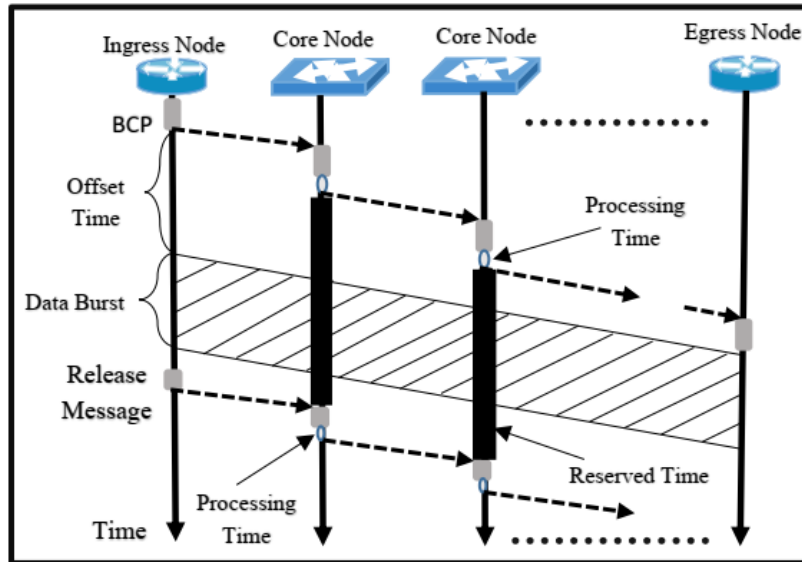 Ingress Node
Core Node
Core Node
Egress Node
BCP
Offset
Time
Processing
Time
Data Burst
Release
Message
Reserved Time
Processing
Time
Time